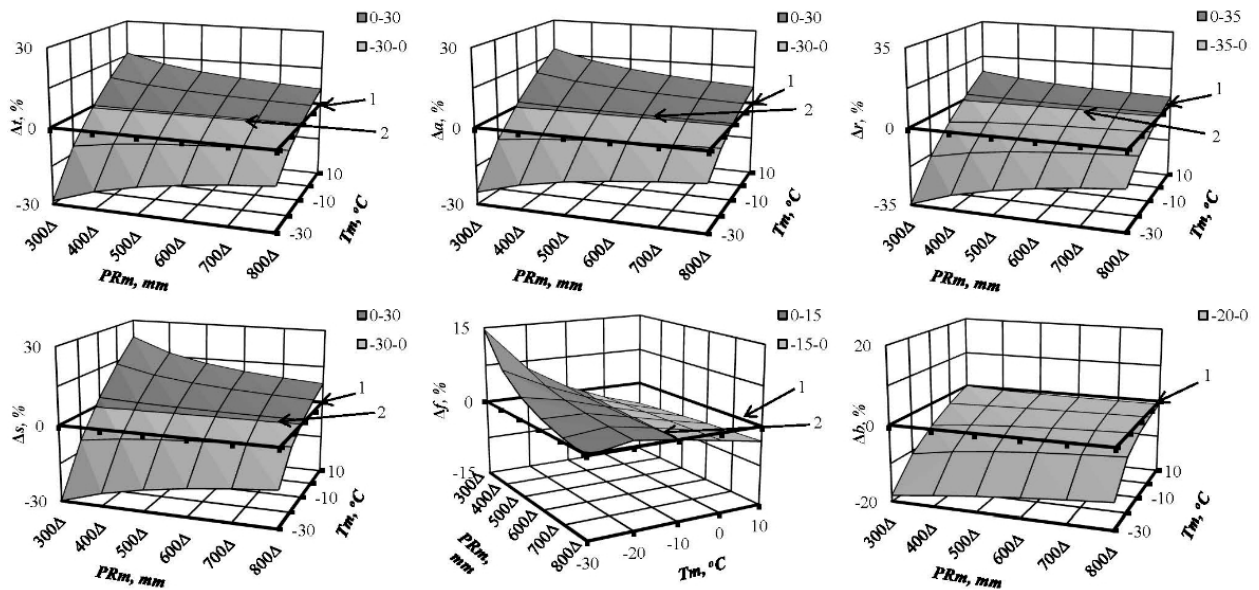 0-30
-30-0
30
0
-30
Δt, %
1
2
10
-10
-30
Tm, °C
300Δ
400Δ
500Δ
600Δ
700Δ
800Δ
PRm, mm
0-30
-30-0
30
0
-30
Δa, %
1
2
10
-10
-30
Tm, °C
300Δ
400Δ
500Δ
600Δ
700Δ
800Δ
PRm, mm
0-35
-35-0
35
0
-35
Δr, %
1
2
10
-10
-30
Tm, °C
300Δ
400Δ
500Δ
600Δ
700Δ
800Δ
PRm, mm
0-30
-30-0
30
0
-30
Δs, %
1
2
10
-10
-30
Tm, °C
300Δ
400Δ
500Δ
600Δ
700Δ
800Δ
PRm, mm
0-15
-15-0
15
0
-15
Δf, %
1
2
300Δ
400Δ
500Δ
600Δ
700Δ
800Δ
PRm,
mm
-30
-20
-10
0
10
Tm, °C
-20-0
20
0
-20
Δb, %
1
10
-10
-30
Tm, °C
300Δ
400Δ
500Δ
600Δ
700Δ
800Δ
PRm, mm